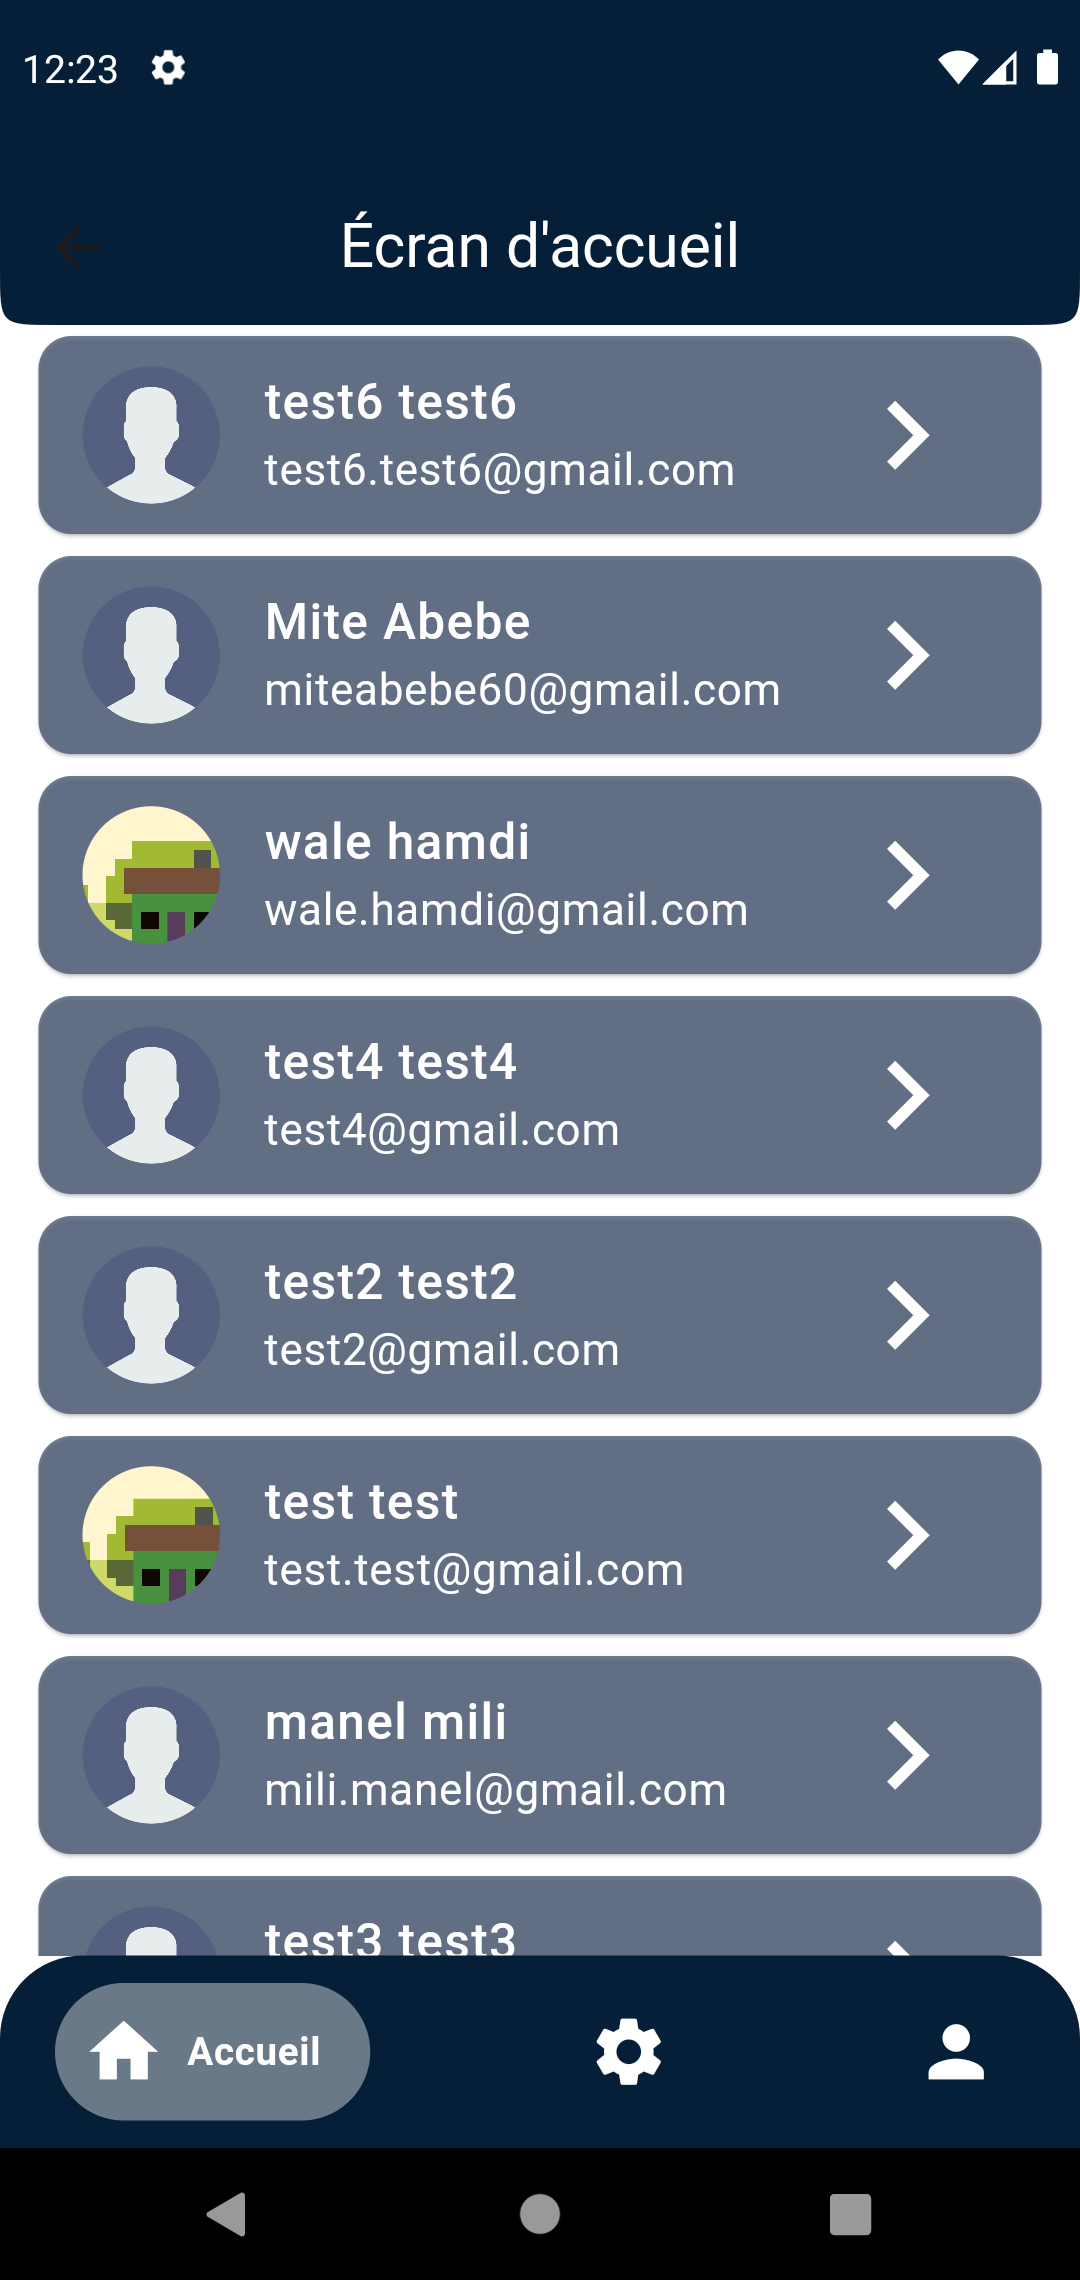 12:23
Écran d'accueil
test6 test6
test6.test6@gmail.com
Mite Abebe
miteabebe60@gmail.com
wale hamdi
wale.hamdi@gmail.com
test4 test4
test4@gmail.com
test2 test2
test2@gmail.com
test test
test.test@gmail.com
manel mili
mili.manel@gmail.com
test3 test3
Accueil